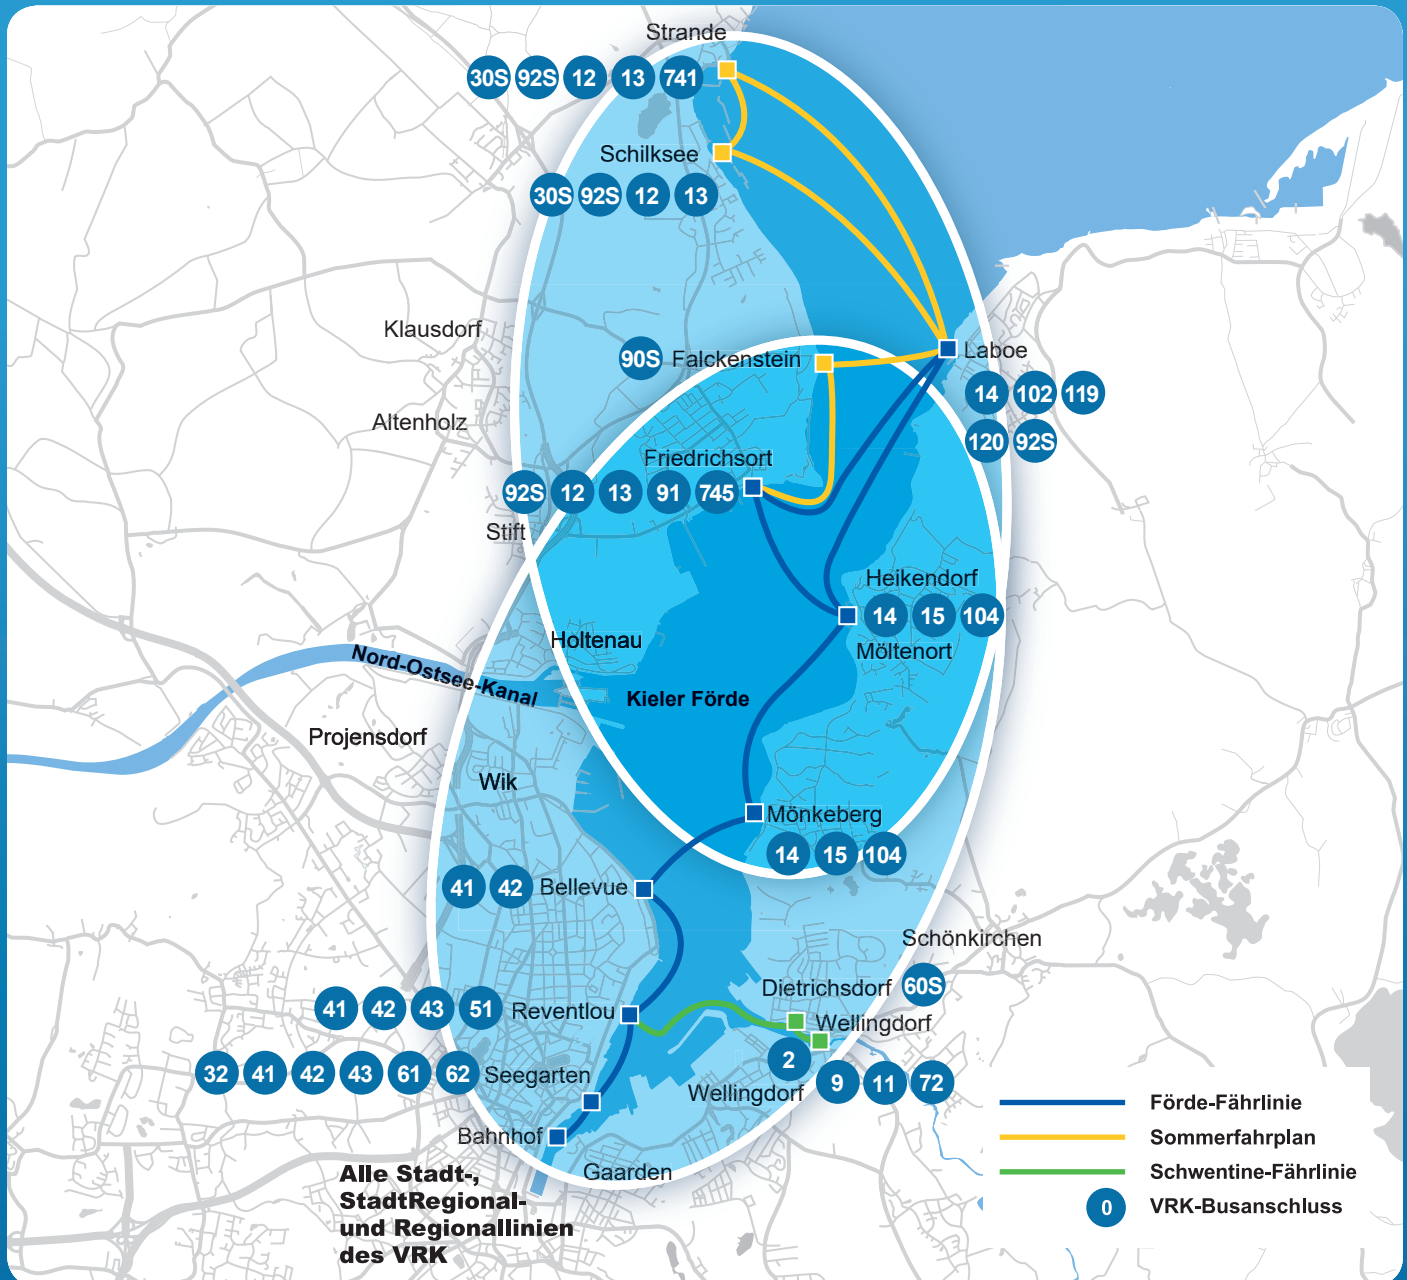 Strande
30S 92S 12 13 741
Schilksee
30S 92S 12 13
Klausdorf
90S Falckenstein
Laboe
14 102 119
120 92S
Altenholz
Friedrichsort
92S 12 13 91 745
Stift
Heikendorf
14 15 104
Möltenort
Holtenau
Nord-Ostsee-Kanal
Kieler Förde
Projensdorf
Wik
Mönkeberg
14 15 104
41 42 Bellevue
Schönkirchen
Dietrichsdorf 60S
41 42 43 51 Reventlou
Wellingdorf
2
32 41 42 43 61 62 Seegarten
9 11 72
Wellingdorf
Bahnhof
Gaarden
Alle Stadt-,
StadtRegional-
und Regionallinien
des VRK
Förde-Fährlinie
Sommerfahrplan
Schwentine-Fährlinie
0 VRK-Busanschluss